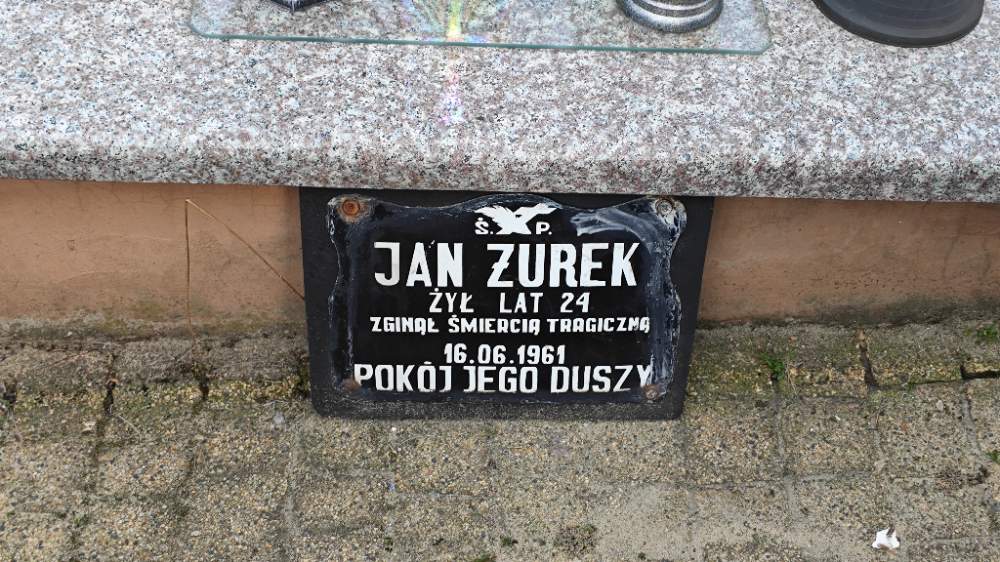 Ś. P.
JAN ŻUREK
ŻYŁ LAT 24
ZGINĄŁ ŚMIERCIĄ TRAGICZNĄ
16.06.1961
POKÓJ JEGO DUSZY